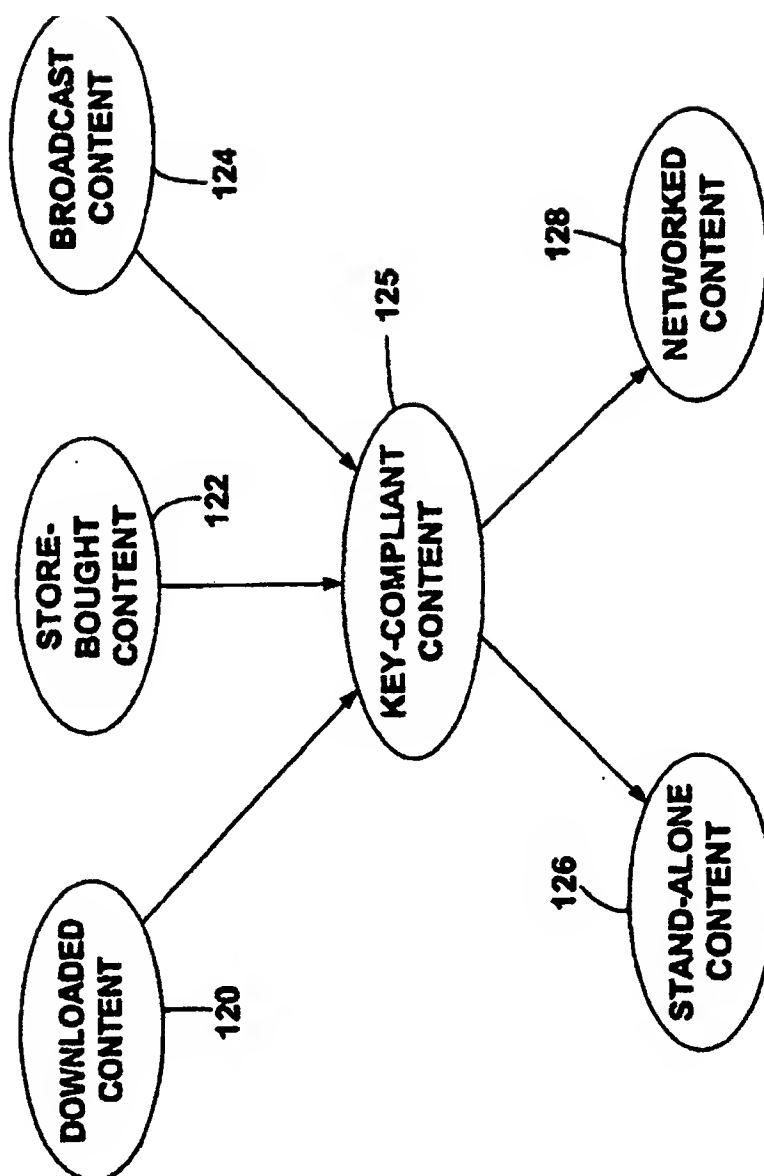 DOWNLOADED
CONTENT
120
STORE-
BOUGHT
CONTENT
122
BROADCAST
CONTENT
124
KEY-COMPLIANT
CONTENT
125
STAND-ALONE
CONTENT
126
NETWORKED
CONTENT
128